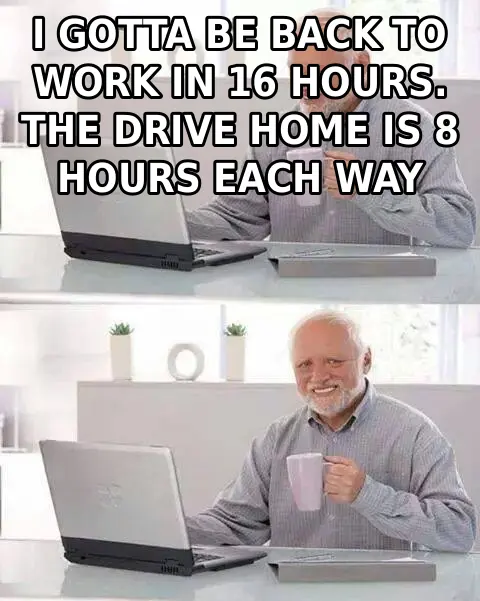 I GOTTA BE BACK TO
WORK IN 16 HOURS.
THE DRIVE HOME IS 8
HOURS EACH WAY